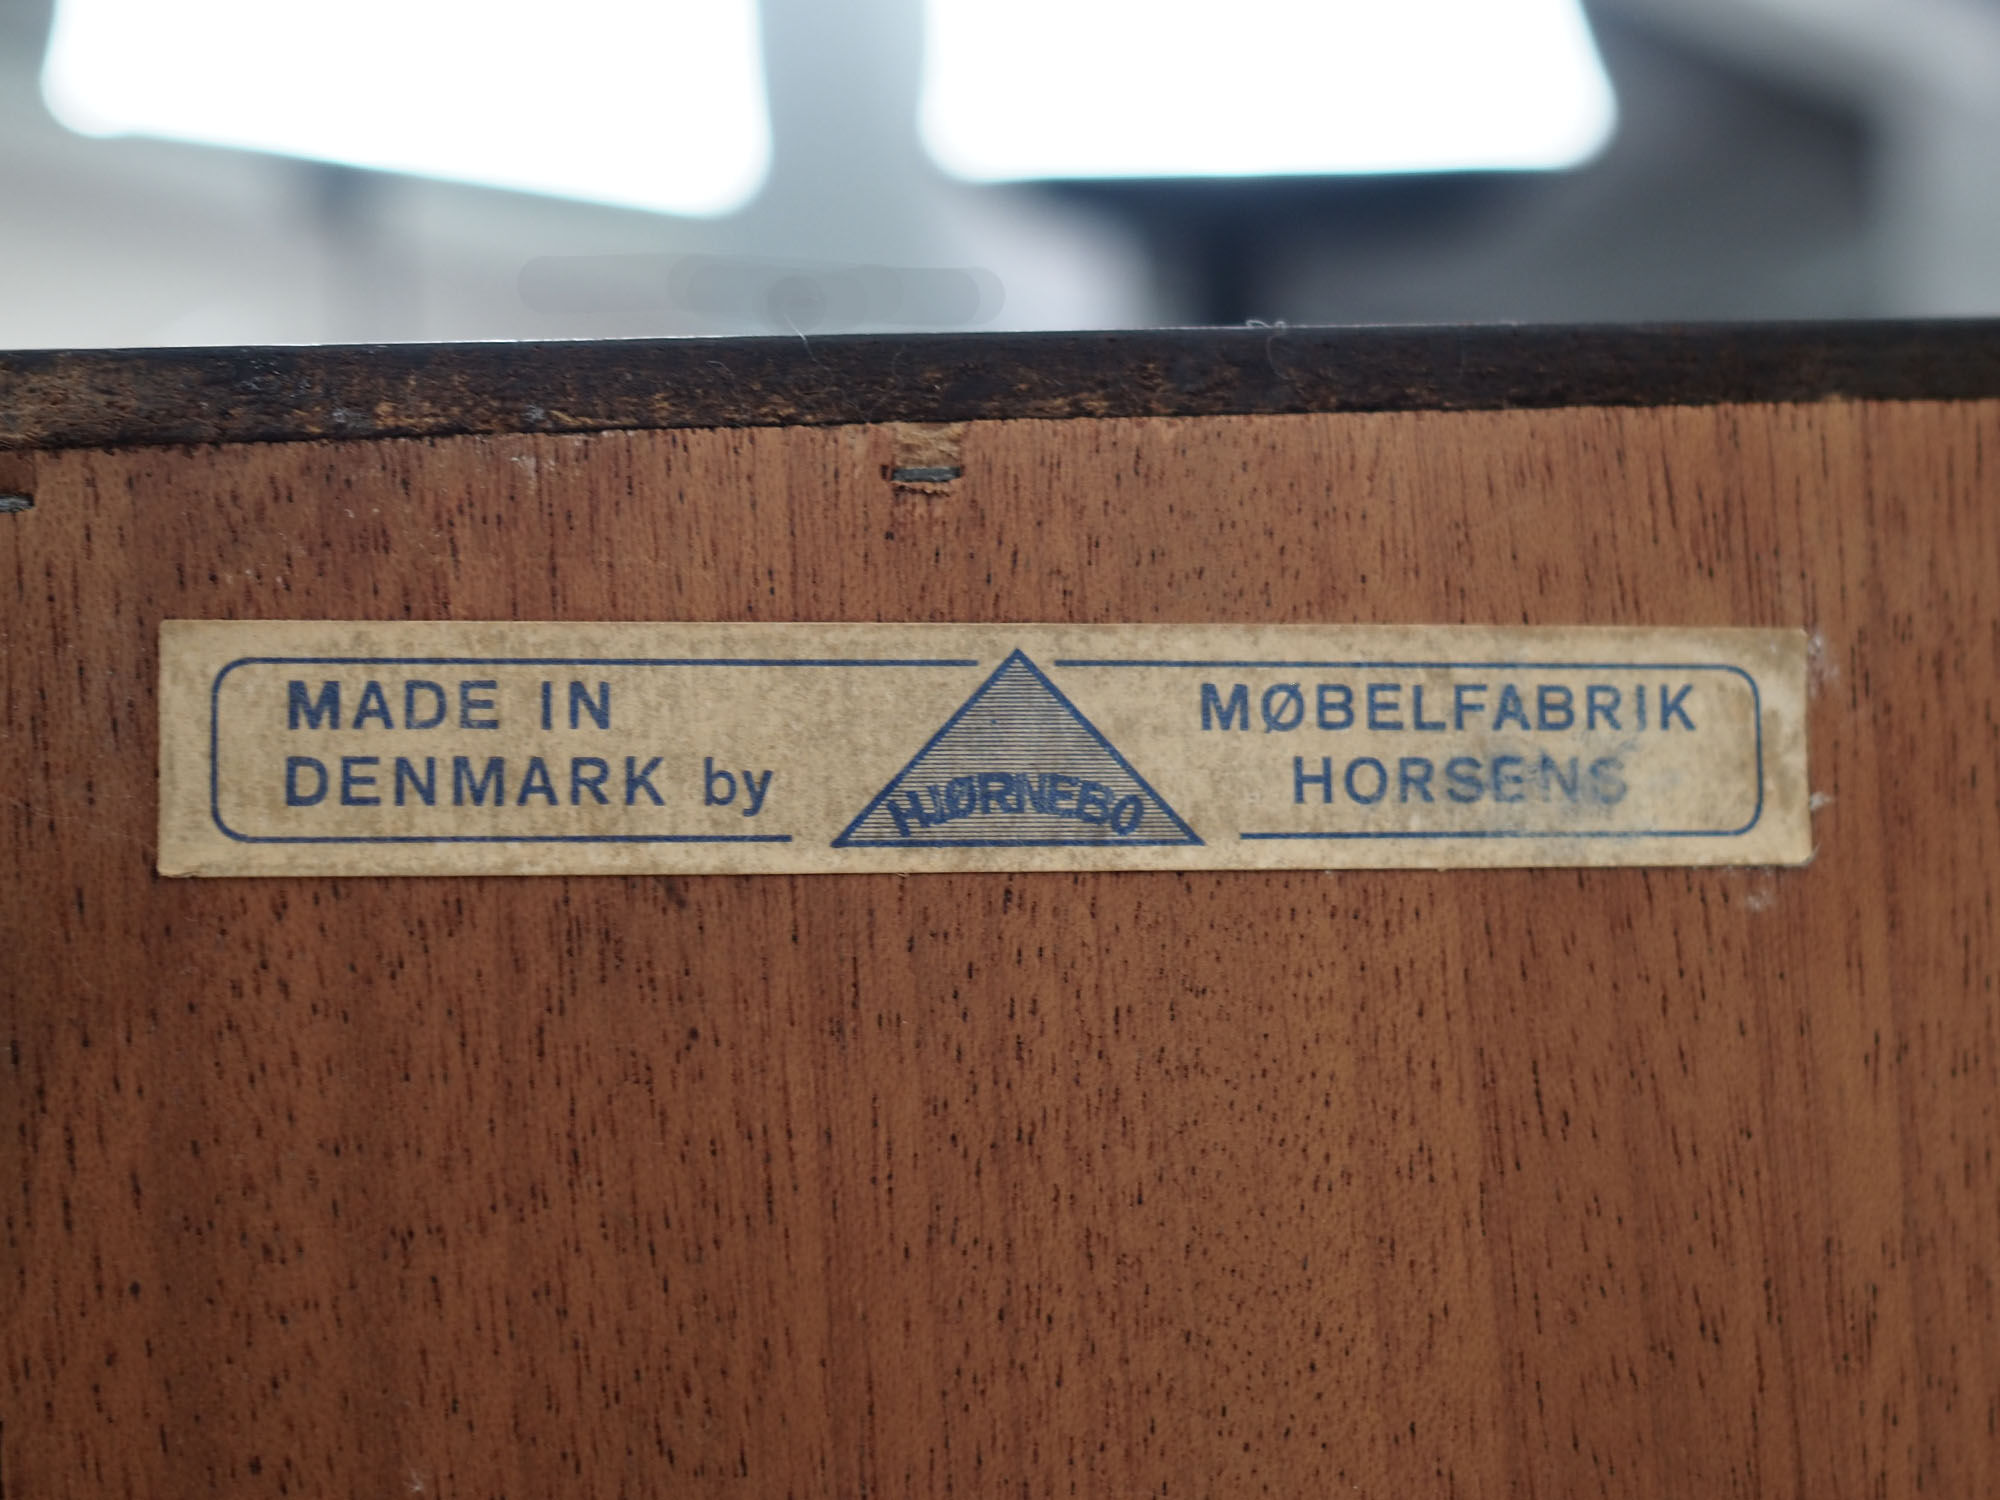 MADE IN
DENMARK by
HJØRNEBO
MØBELFABRIK
HORSENS